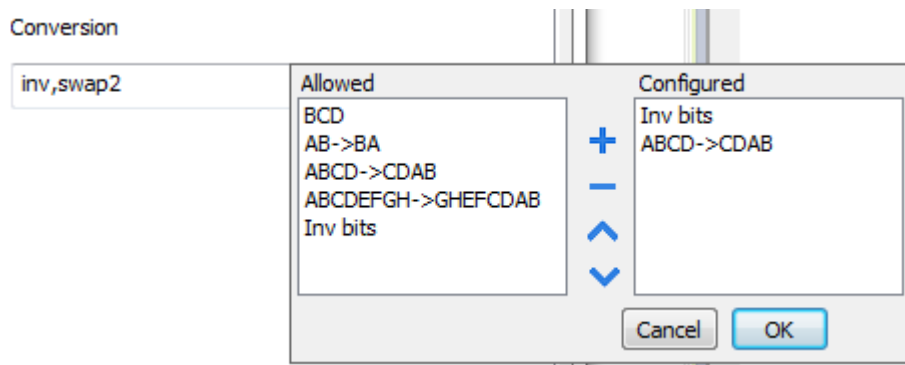 Conversion
inv,swap2
Allowed
BCD
AB->BA
ABCD->CDAB
ABCDEFGH->GHEFCDAB
Inv bits
Configured
Inv bits
ABCD->CDAB
Cancel
OK